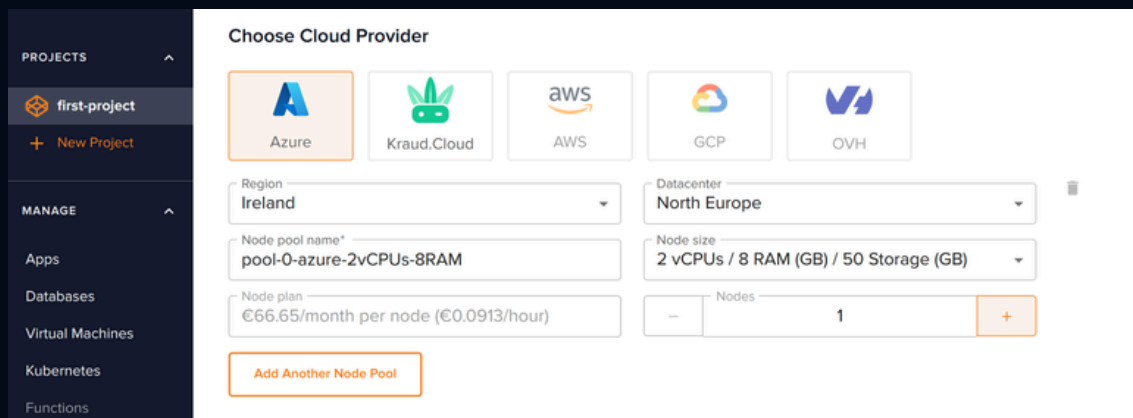 PROJECTS
first-project
+ New Project
MANAGE
Apps
Databases
Virtual Machines
Kubernetes
Functions
Choose Cloud Provider
Azure
Kraud.Cloud
aws
AWS
GCP
OVH
Region
Ireland
Datacenter
North Europe
Node pool name*
pool-0-azure-2vCPUs-8RAM
Node size
2 vCPUs / 8 RAM (GB) / 50 Storage (GB)
Node plan
€66.65/month per node (€0.0913/hour)
Nodes
− 1 +
Add Another Node Pool